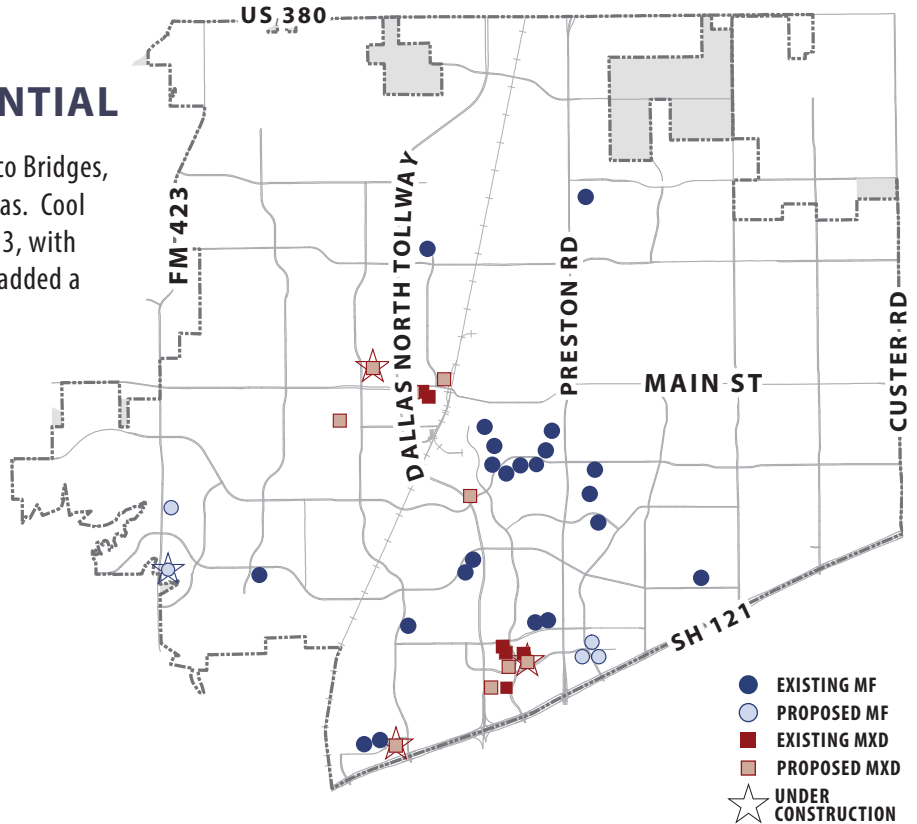 US 380
NTIAL
co Bridges,
as. Cool
3, with
added a
FM 423
DALLAS NORTH TOLLWAY
PRESTON RD
MAIN ST
CUSTER RD
SH 121
EXISTING MF
PROPOSED MF
EXISTING MXD
PROPOSED MXD
UNDER
CONSTRUCTION